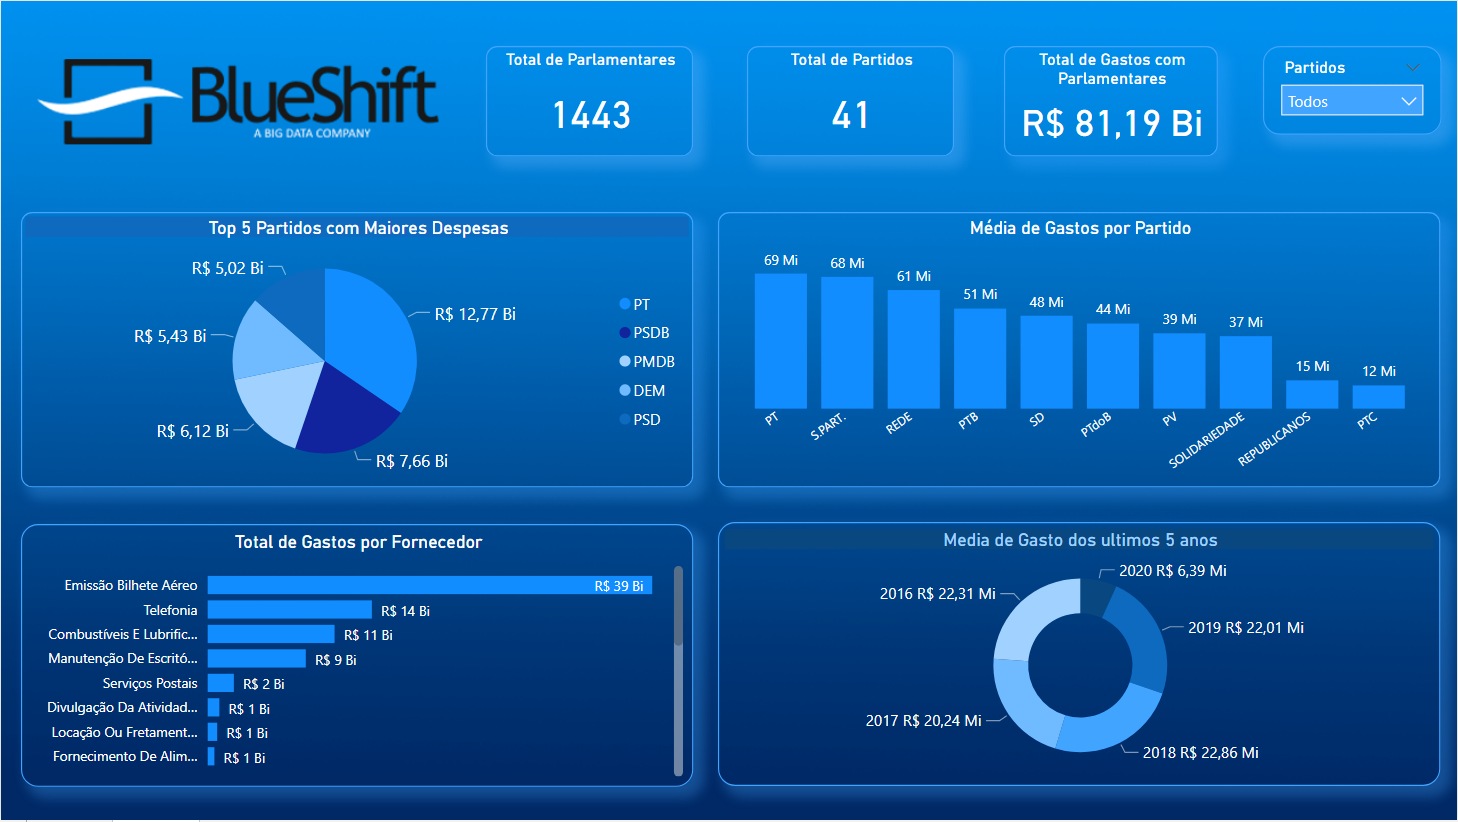 BlueShift
A BIG DATA COMPANY
Total de Parlamentares
1443
Total de Partidos
41
Total de Gastos com
Parlamentares
R$ 81,19 Bi
Partidos
Todos
Top 5 Partidos com Maiores Despesas
R$ 5,02 Bi
R$ 12,77 Bi
R$ 5,43 Bi
R$ 6,12 Bi
R$ 7,66 Bi
PT
PSDB
PMDB
DEM
PSD
Média de Gastos por Partido
69 Mi
68 Mi
61 Mi
51 Mi
48 Mi
44 Mi
39 Mi
37 Mi
15 Mi
12 Mi
PT
S.PART.
REDE
PTB
SD
PTdoB
PV
SOLIDARIEDADE
REPUBLICANOS
PTC
Total de Gastos por Fornecedor
Emissão Bilhete Aéreo R$ 39 Bi
Telefonia R$ 14 Bi
Combustíveis E Lubrific... R$ 11 Bi
Manutenção De Escritó... R$ 9 Bi
Serviços Postais R$ 2 Bi
Divulgação Da Atividad... R$ 1 Bi
Locação Ou Fretament... R$ 1 Bi
Fornecimento De Alim... R$ 1 Bi
Media de Gasto dos ultimos 5 anos
2020 R$ 6,39 Mi
2016 R$ 22,31 Mi
2019 R$ 22,01 Mi
2017 R$ 20,24 Mi
2018 R$ 22,86 Mi